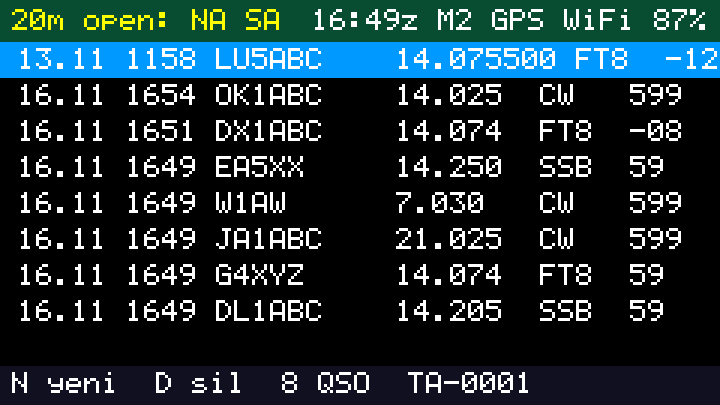 20m open: NA SA 16:49z M2 GPS WiFi 87%
13.11 1158 LU5ABC 14.075500 FT8 -12
16.11 1654 OK1ABC 14.025 CW 599
16.11 1651 DX1ABC 14.074 FT8 -08
16.11 1649 EA5XX 14.250 SSB 59
16.11 1649 W1AW 7.030 CW 599
16.11 1649 JA1ABC 21.025 CW 599
16.11 1649 G4XYZ 14.074 FT8 59
16.11 1649 DL1ABC 14.205 SSB 59
N yeni D sil 8 QSO TA-0001